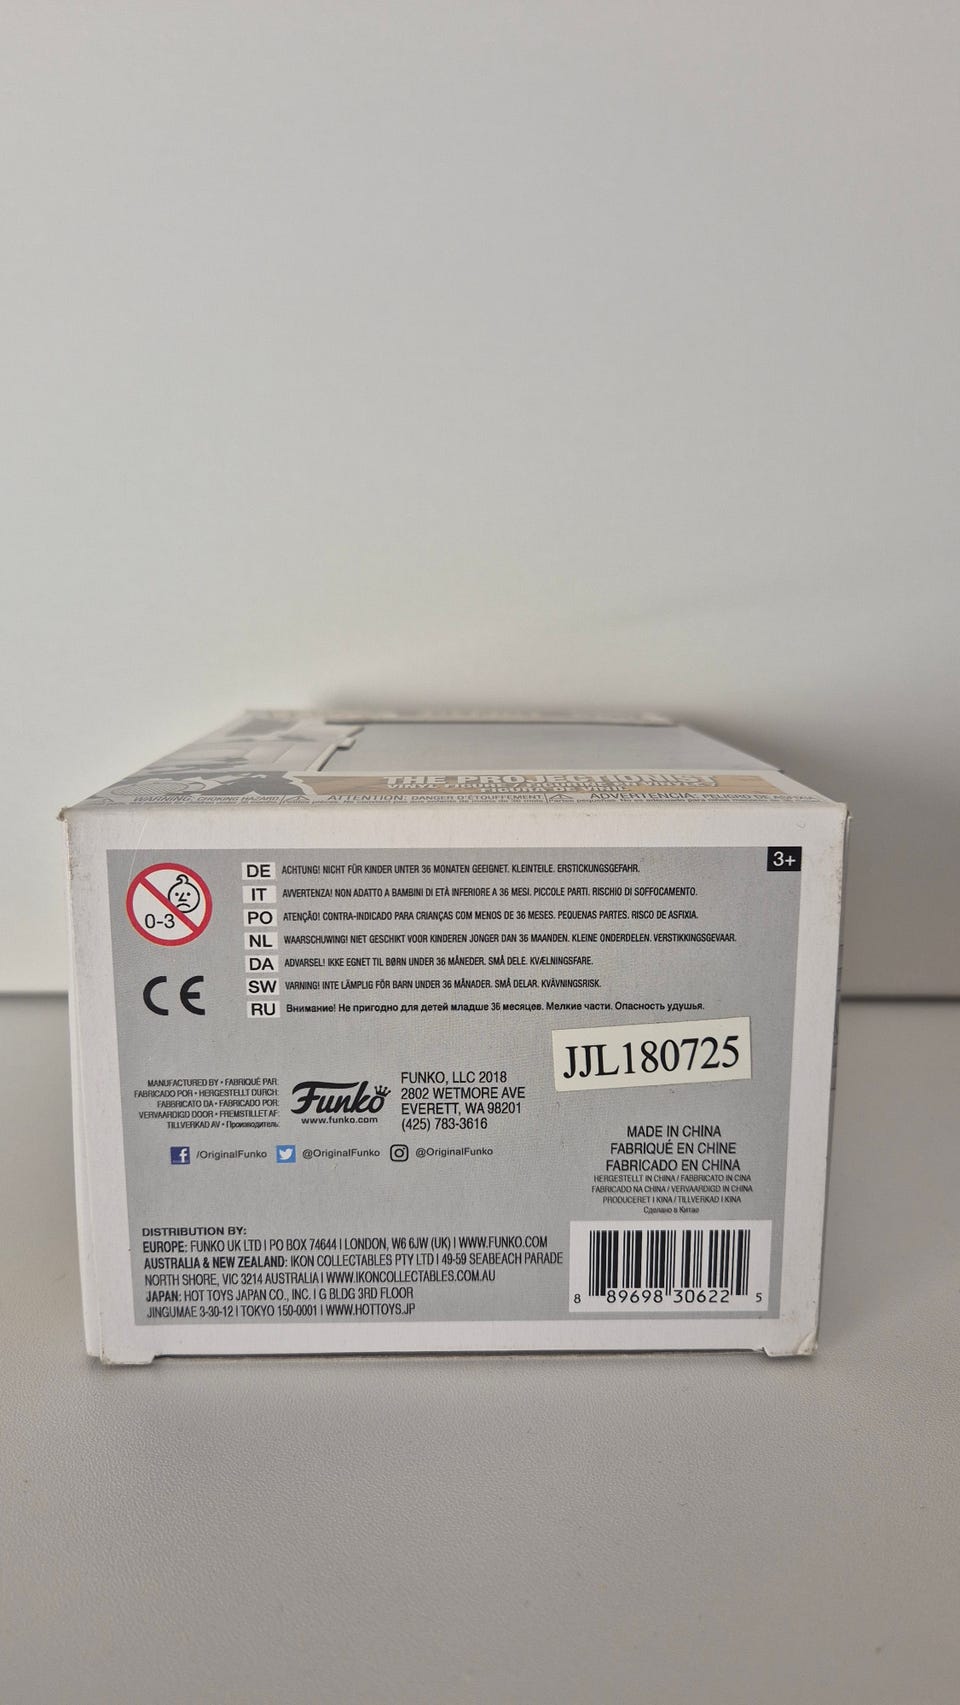 THE PROJECTIONIST
FIGURA DE VINIL
WARNING: CHOKING HAZARD ATTENTION: DANGER D'ÉTOUFFEMENT ADVERTENCIA: PELIGRO DE ASFIXIA
3+
0-3
DE ACHTUNG! NICHT FÜR KINDER UNTER 36 MONATEN GEEIGNET. KLEINTEILE. ERSTICKUNGSGEFAHR.
IT AVVERTENZA! NON ADATTO A BAMBINI DI ETÀ INFERIORE A 36 MESI. PICCOLE PARTI. RISCHIO DI SOFFOCAMENTO.
PO ATENÇÃO! CONTRA-INDICADO PARA CRIANÇAS COM MENOS DE 36 MESES. PEQUENAS PARTES. RISCO DE ASFIXIA.
NL WAARSCHUWING! NIET GESCHIKT VOOR KINDEREN JONGER DAN 36 MAANDEN. KLEINE ONDERDELEN. VERSTIKKINGSGEVAAR.
DA ADVARSEL! IKKE EGNET TIL BØRN UNDER 36 MÅNEDER. SMÅ DELE. KVÆLNINGSFARE.
SW VARNING! INTE LÄMPLIG FÖR BARN UNDER 36 MÅNADER. SMÅ DELAR. KVÄVNINGSRISK.
RU Внимание! Не пригодно для детей младше 36 месяцев. Мелкие части. Опасность удушья.
CE
JJL180725
MANUFACTURED BY • FABRIQUÉ PAR:
FABRICADO POR • HERGESTELLT DURCH:
FABBRICATO DA • FABRICADO POR:
VERVAARDIGD DOOR • FREMSTILLET AF:
TILLVERKAD AV • Производитель:
Funko
www.funko.com
FUNKO, LLC 2018
2802 WETMORE AVE
EVERETT, WA 98201
(425) 783-3616
/OriginalFunko @OriginalFunko @OriginalFunko
MADE IN CHINA
FABRIQUÉ EN CHINE
FABRICADO EN CHINA
HERGESTELLT IN CHINA / FABBRICATO IN CINA
FABRICADO NA CHINA / VERVAARDIGD IN CHINA
PRODUCERET I KINA / TILLVERKAD I KINA
Сделано в Китае
DISTRIBUTION BY:
EUROPE: FUNKO UK LTD | PO BOX 74644 | LONDON, W6 6JW (UK) | WWW.FUNKO.COM
AUSTRALIA & NEW ZEALAND: IKON COLLECTABLES PTY LTD | 49-59 SEABEACH PARADE
NORTH SHORE, VIC 3214 AUSTRALIA | WWW.IKONCOLLECTABLES.COM.AU
JAPAN: HOT TOYS JAPAN CO., INC. | G BLDG 3RD FLOOR
JINGUMAE 3-30-12 | TOKYO 150-0001 | WWW.HOTTOYS.JP
8 89698 30622 5